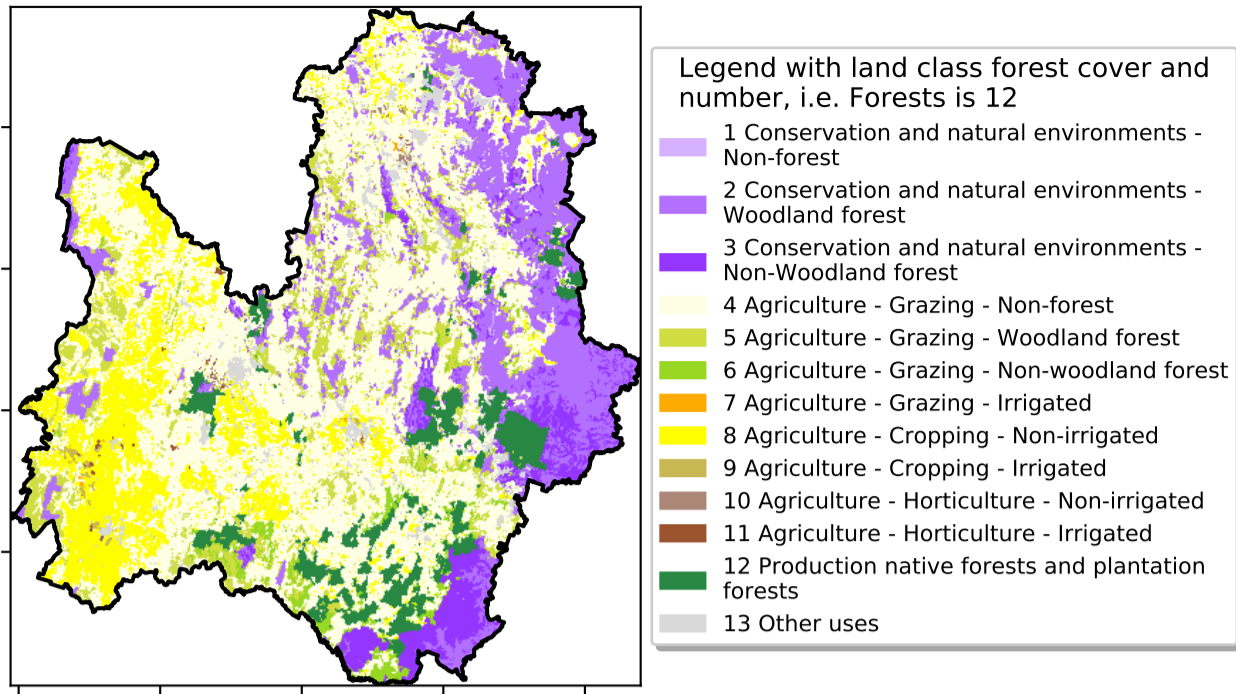 Legend with land class forest cover and
number, i.e. Forests is 12
1 Conservation and natural environments -
Non-forest
2 Conservation and natural environments -
Woodland forest
3 Conservation and natural environments -
Non-Woodland forest
4 Agriculture - Grazing - Non-forest
5 Agriculture - Grazing - Woodland forest
6 Agriculture - Grazing - Non-woodland forest
7 Agriculture - Grazing - Irrigated
8 Agriculture - Cropping - Non-irrigated
9 Agriculture - Cropping - Irrigated
10 Agriculture - Horticulture - Non-irrigated
11 Agriculture - Horticulture - Irrigated
12 Production native forests and plantation
forests
13 Other uses